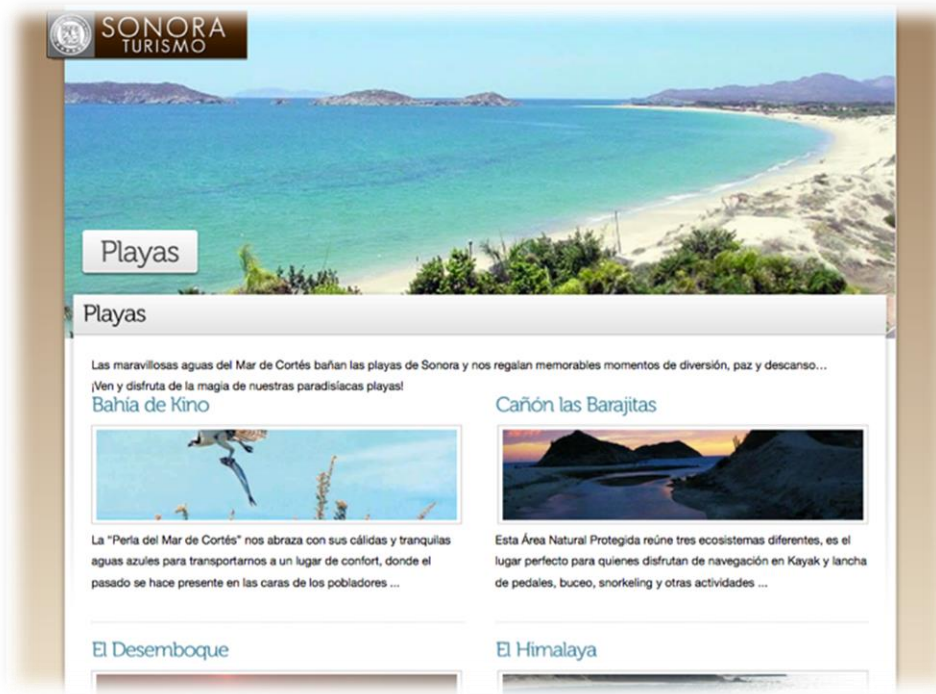 SONORA
TURISMO
Playas
Playas
Las maravillosas aguas del Mar de Cortés bañan las playas de Sonora y nos regalan memorables momentos de diversión, paz y descanso...
¡Ven y disfruta de la magia de nuestras paradisíacas playas!
Bahía de Kino
La "Perla del Mar de Cortés" nos abraza con sus cálidas y tranquilas
aguas azules para transportarnos a un lugar de confort, donde el
pasado se hace presente en las caras de los pobladores ...
Cañón las Barajitas
Esta Área Natural Protegida reúne tres ecosistemas diferentes, es el
lugar perfecto para quienes disfrutan de navegación en Kayak y lancha
de pedales, buceo, snorkeling y otras actividades ...
El Desemboque
El Himalaya